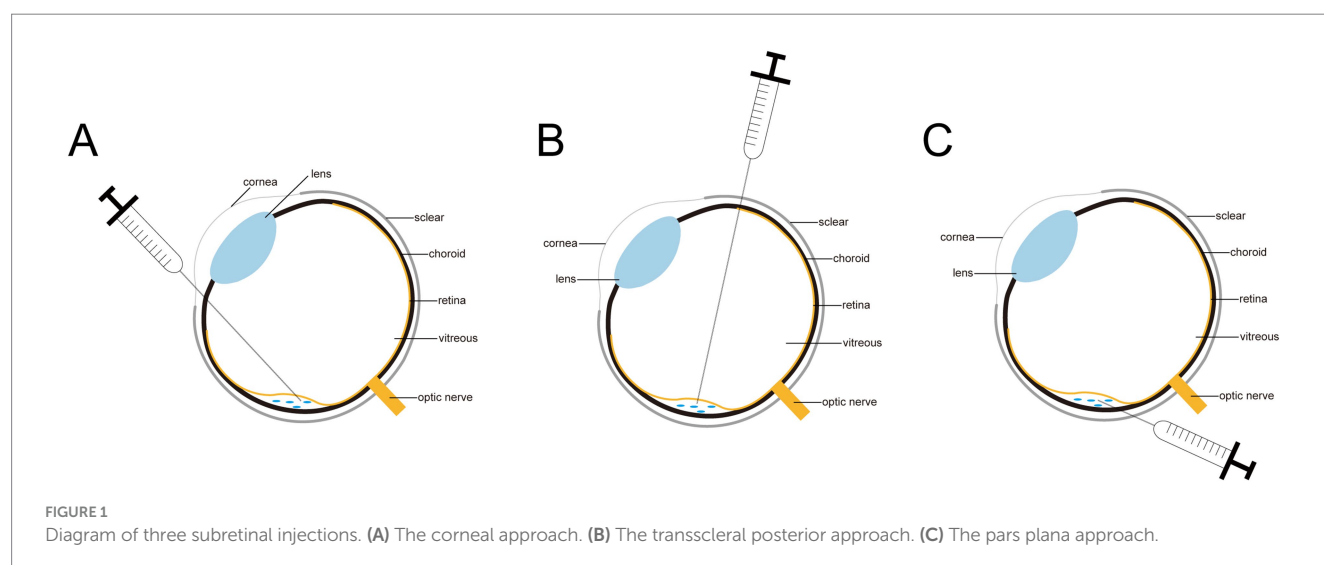 A
cornea
lens
sclear
choroid
retina
vitreous
optic nerve
B
cornea
lens
sclear
choroid
retina
vitreous
optic nerve
C
cornea
lens
sclear
choroid
retina
vitreous
optic nerve
FIGURE 1
Diagram of three subretinal injections. (A) The corneal approach. (B) The transscleral posterior approach. (C) The pars plana approach.